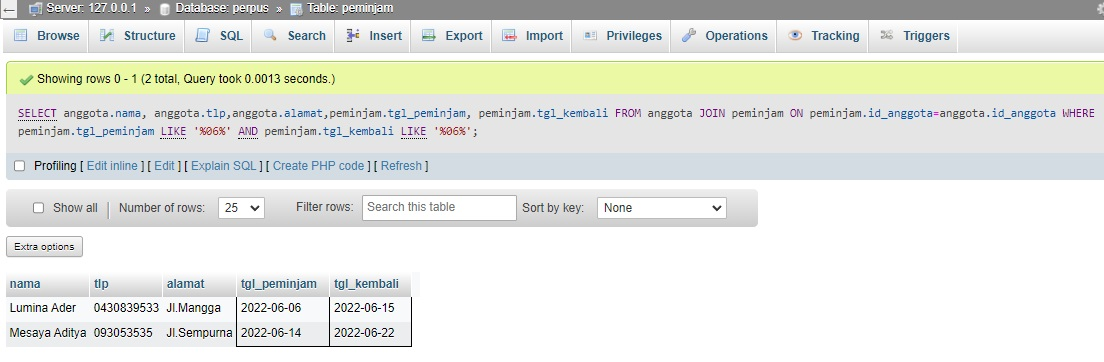 Server: 127.0.0.1 » Database: perpus » Table: peminjam
Browse Structure SQL Search Insert Export Import Privileges Operations Tracking Triggers
Showing rows 0 - 1 (2 total, Query took 0.0013 seconds.)
SELECT anggota.nama, anggota.tlp,anggota.alamat,peminjam.tgl_peminjam, peminjam.tgl_kembali FROM anggota JOIN peminjam ON peminjam.id_anggota=anggota.id_anggota WHERE
peminjam.tgl_peminjam LIKE '%06%' AND peminjam.tgl_kembali LIKE '%06%';
Profiling [ Edit inline ] [ Edit ] [ Explain SQL ] [ Create PHP code ] [ Refresh ]
Show all Number of rows: 25 Filter rows: Search this table Sort by key: None
Extra options
nama tlp alamat tgl_peminjam tgl_kembali
Lumina Ader 0430839533 Jl.Mangga 2022-06-06 2022-06-15
Mesaya Aditya 093053535 Jl.Sempurna 2022-06-14 2022-06-22